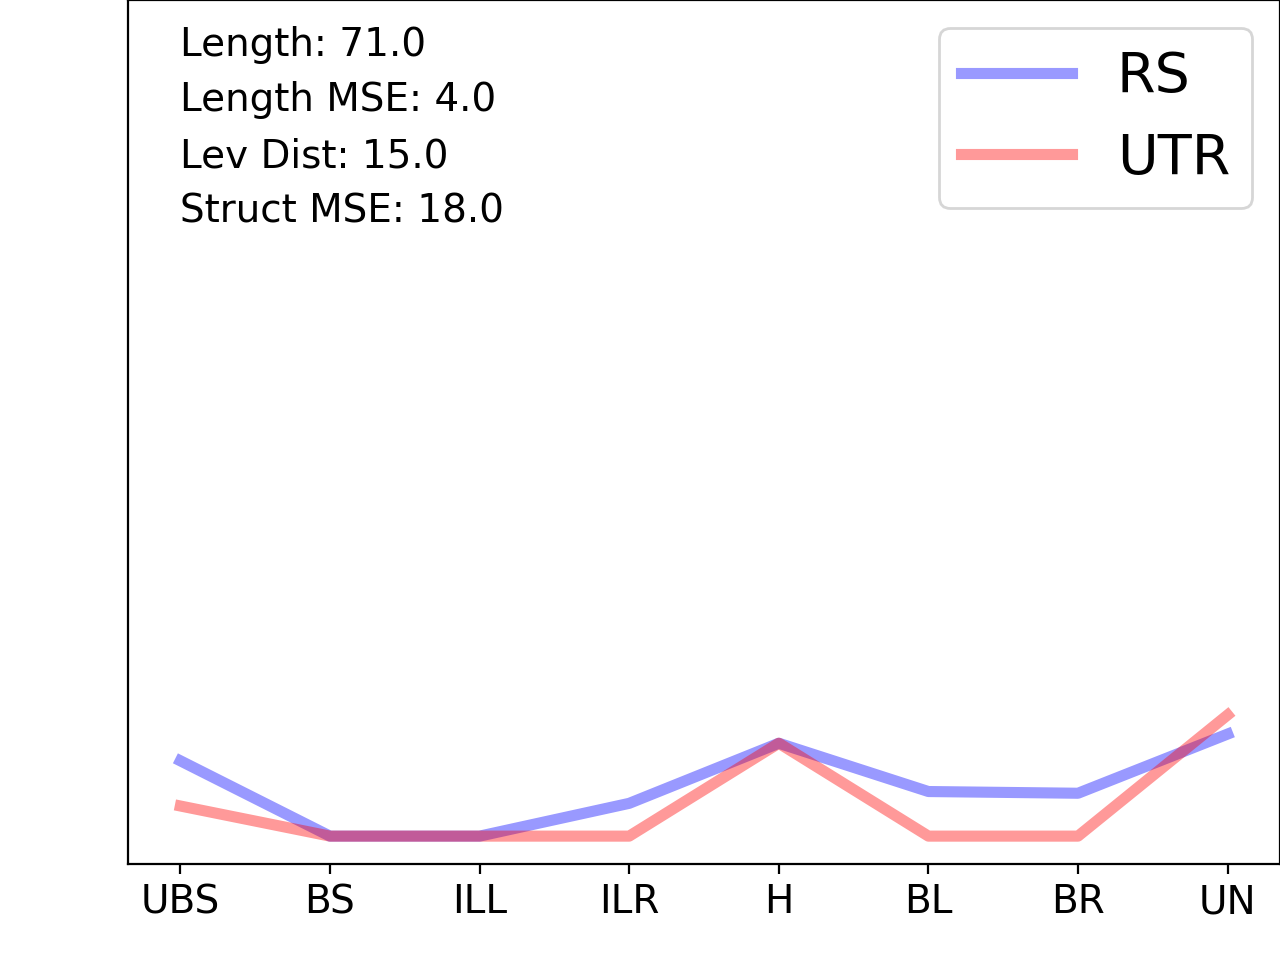 Length: 71.0
Length MSE: 4.0
Lev Dist: 15.0
Struct MSE: 18.0
RS
UTR
UBS BS ILL ILR H BL BR UN